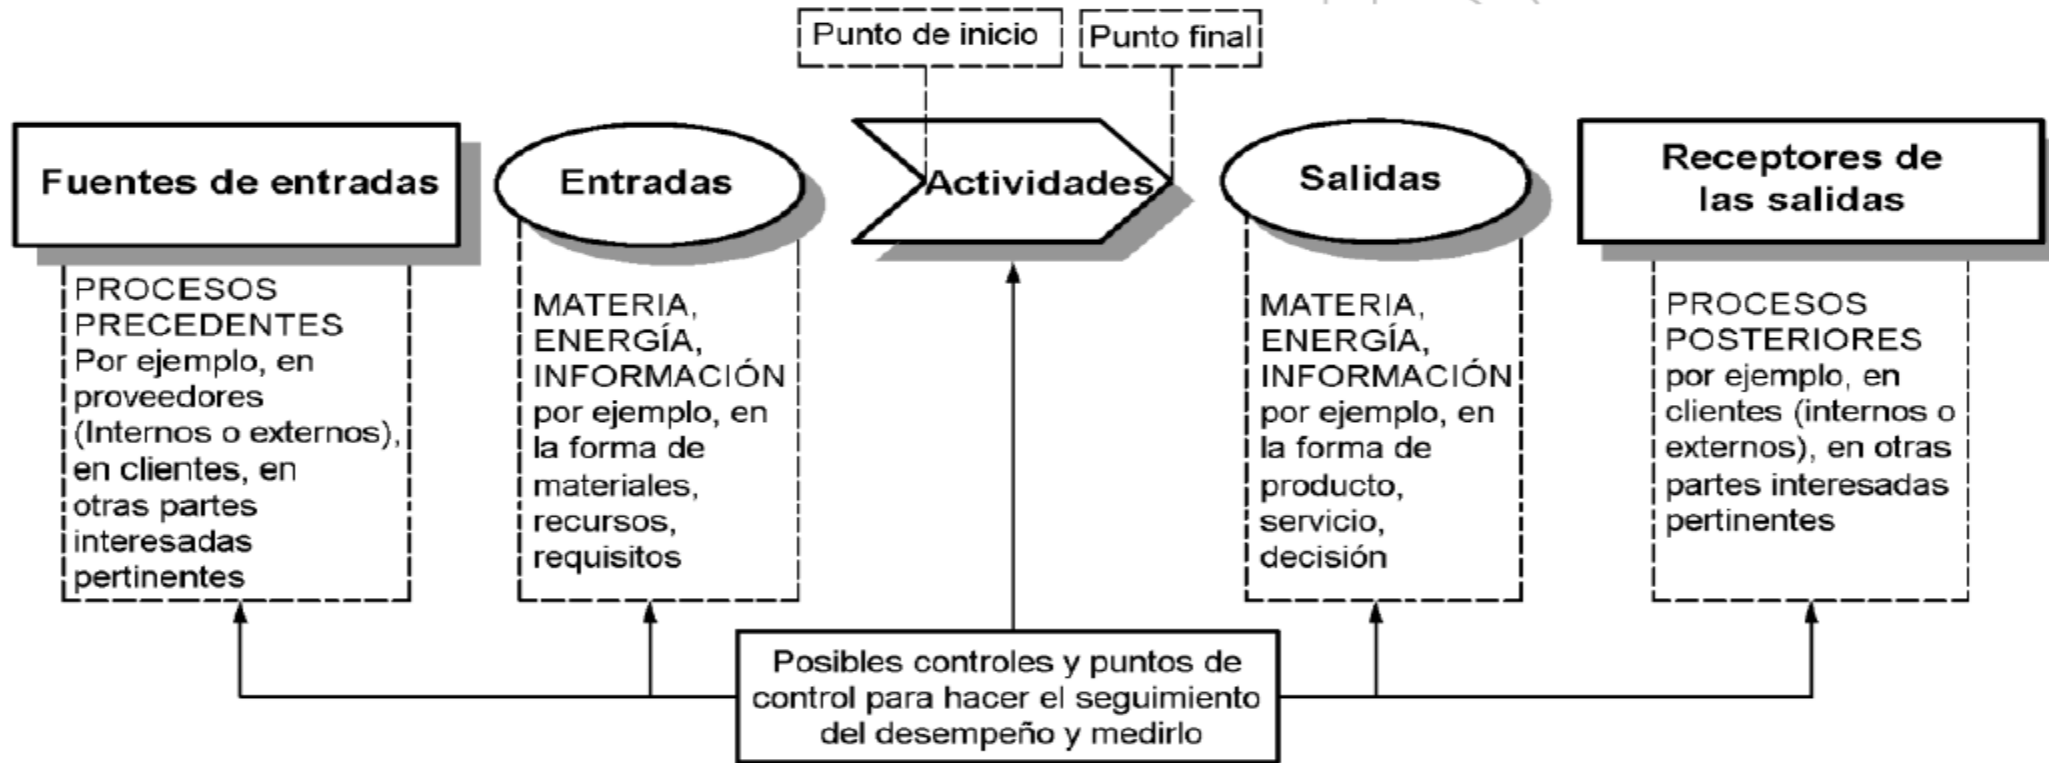 Punto de inicio
Punto final
Fuentes de entradas
Entradas
Actividades
Salidas
Receptores de
las salidas
PROCESOS
PRECEDENTES
Por ejemplo, en
proveedores
(Internos o externos),
en clientes, en
otras partes
interesadas
pertinentes
MATERIA,
ENERGÍA,
INFORMACIÓN
por ejemplo, en
la forma de
materiales,
recursos,
requisitos
MATERIA,
ENERGÍA,
INFORMACIÓN
por ejemplo, en
la forma de
producto,
servicio,
decisión
PROCESOS
POSTERIORES
por ejemplo, en
clientes (internos o
externos), en otras
partes interesadas
pertinentes
Posibles controles y puntos de
control para hacer el seguimiento
del desempeño y medirlo